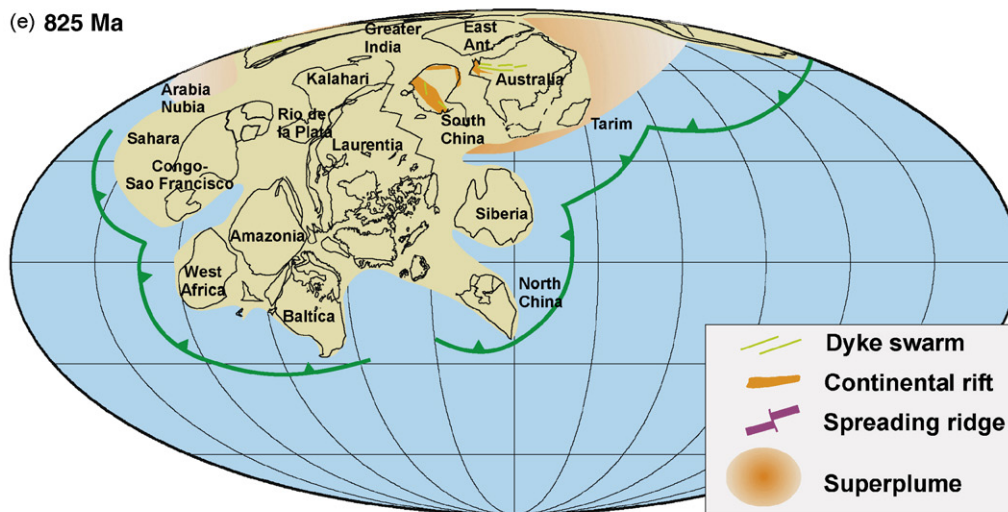 (e) 825 Ma
Greater
India
East
Ant.
Kalahari
Australia
Arabia
Nubia
Rio de
la Plata
South
China
Tarim
Sahara
Laurentia
Congo-
Sao Francisco
Siberia
Amazonia
West
Africa
North
China
Baltica
Dyke swarm
Continental rift
Spreading ridge
Superplume